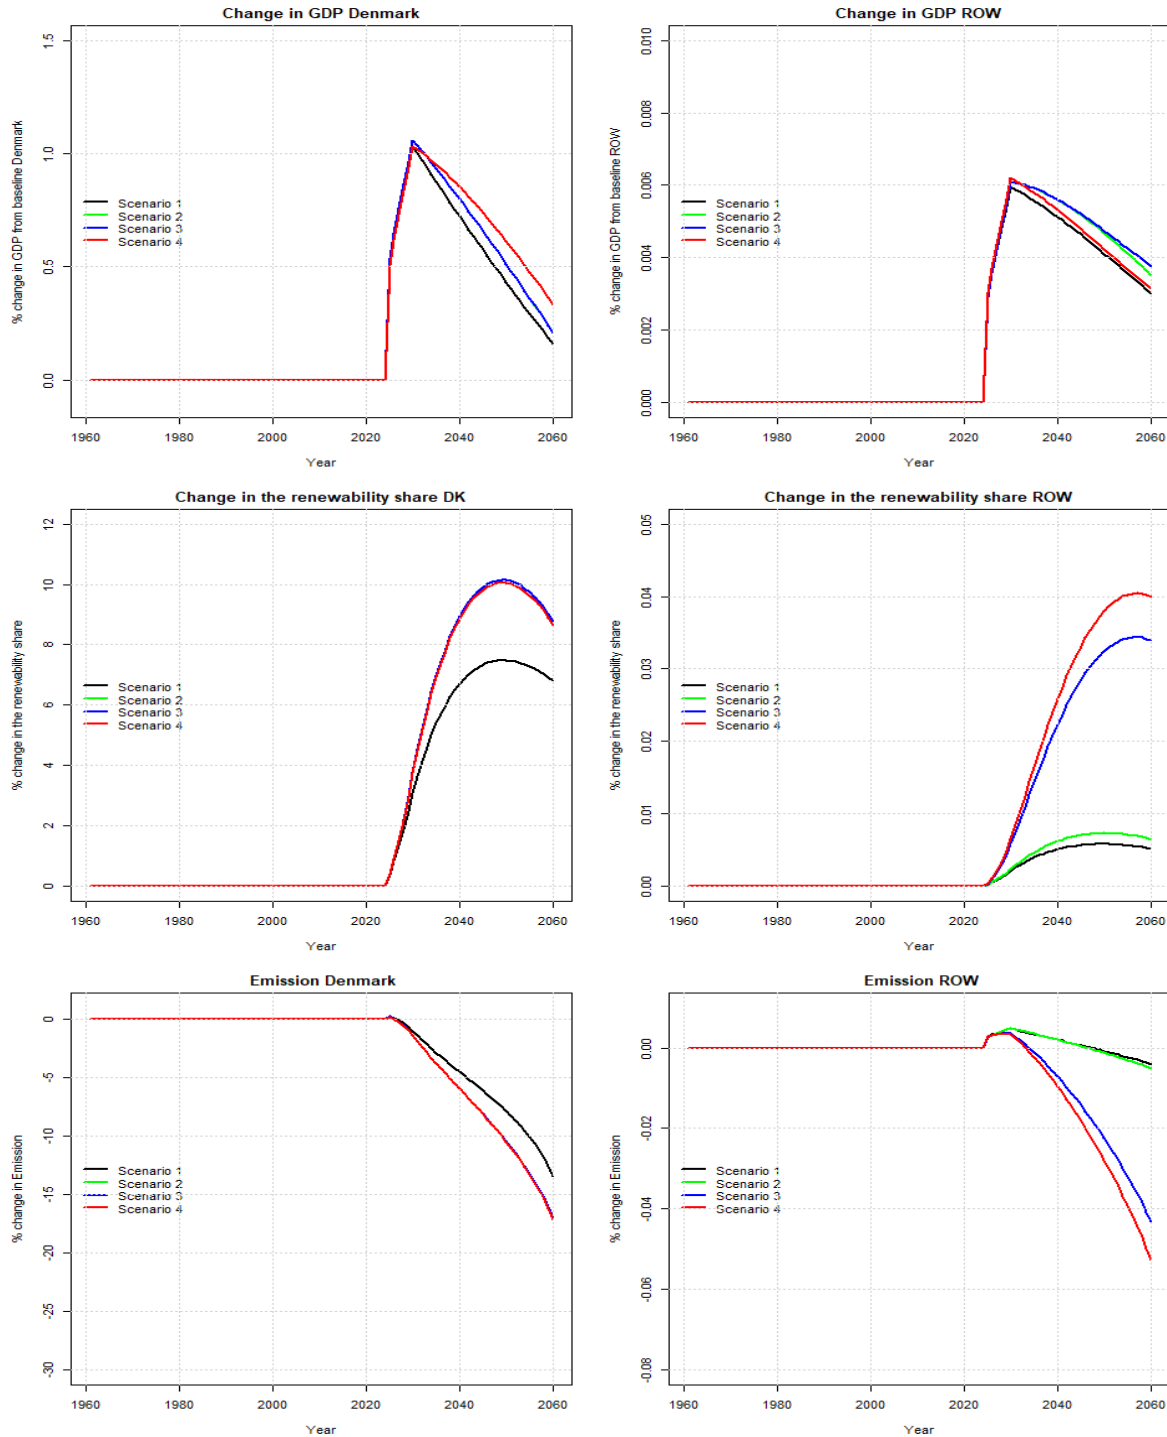 Change in GDP Denmark
% change in GDP from baseline Denmark
1.5
1.0
0.5
0.0
Scenario 1
Scenario 2
Scenario 3
Scenario 4
1960 1980 2000 2020 2040 2060
Year
Change in GDP ROW
% change in GDP from baseline ROW
0.010
0.008
0.006
0.004
0.002
0.000
Scenario 1
Scenario 2
Scenario 3
Scenario 4
1960 1980 2000 2020 2040 2060
Year
Change in the renewability share DK
% change in the renewability share
12
10
8
6
4
2
0
Scenario 1
Scenario 2
Scenario 3
Scenario 4
1960 1980 2000 2020 2040 2060
Year
Change in the renewability share ROW
% change in the renewability share
0.05
0.04
0.03
0.02
0.01
0.00
Scenario 1
Scenario 2
Scenario 3
Scenario 4
1960 1980 2000 2020 2040 2060
Year
Emission Denmark
% change in Emission
0
-5
-10
-15
-20
-25
-30
Scenario 1
Scenario 2
Scenario 3
Scenario 4
1960 1980 2000 2020 2040 2060
Year
Emission ROW
% change in Emission
0.00
-0.02
-0.04
-0.06
-0.08
Scenario 1
Scenario 2
Scenario 3
Scenario 4
1960 1980 2000 2020 2040 2060
Year